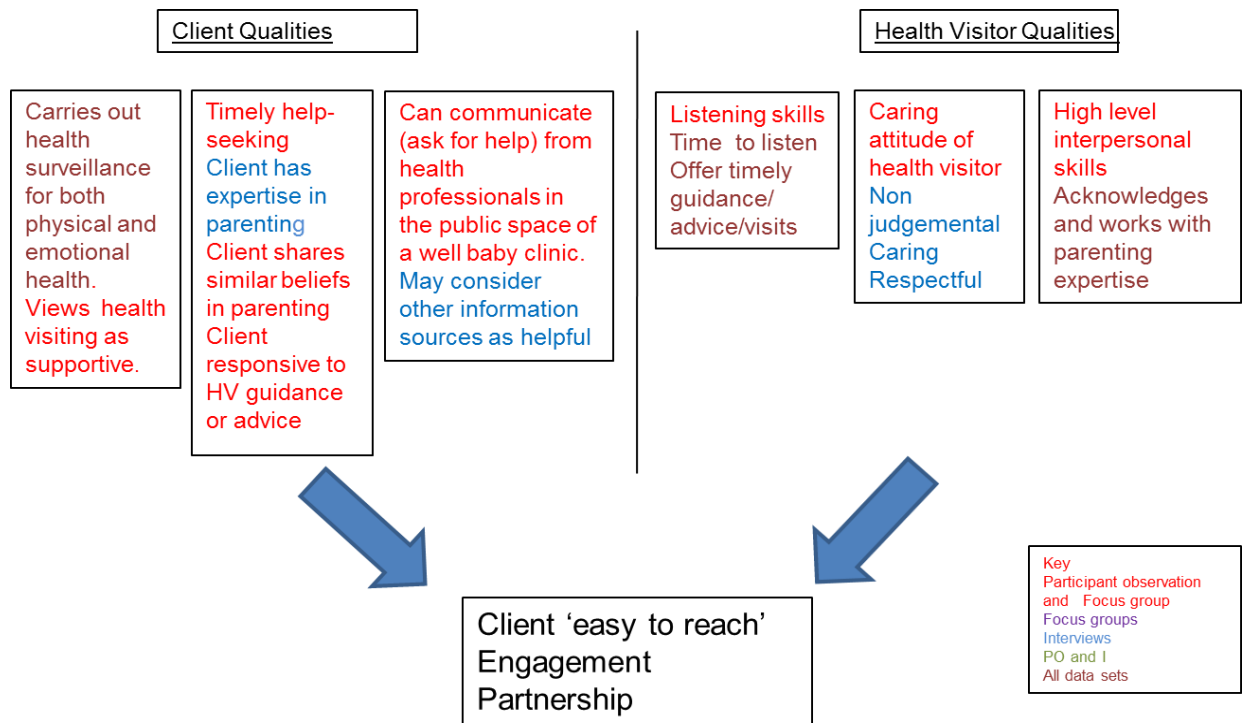 Client Qualities
Health Visitor Qualities
Carries out
health
surveillance
for both
physical and
emotional
health.
Views health
visiting as
supportive.
Timely help-
seeking
Client has
expertise in
parenting
Client shares
similar beliefs
in parenting
Client
responsive to
HV guidance
or advice
Can communicate
(ask for help) from
health
professionals in
the public space of
a well baby clinic.
May consider
other information
sources as helpful
Listening skills
Time to listen
Offer timely
guidance/
advice/visits
Caring
attitude of
health visitor
Non
judgemental
Caring
Respectful
High level
interpersonal
skills
Acknowledges
and works with
parenting
expertise
Client ‘easy to reach’
Engagement
Partnership
Key
Participant observation
and Focus group
Focus groups
Interviews
PO and I
All data sets